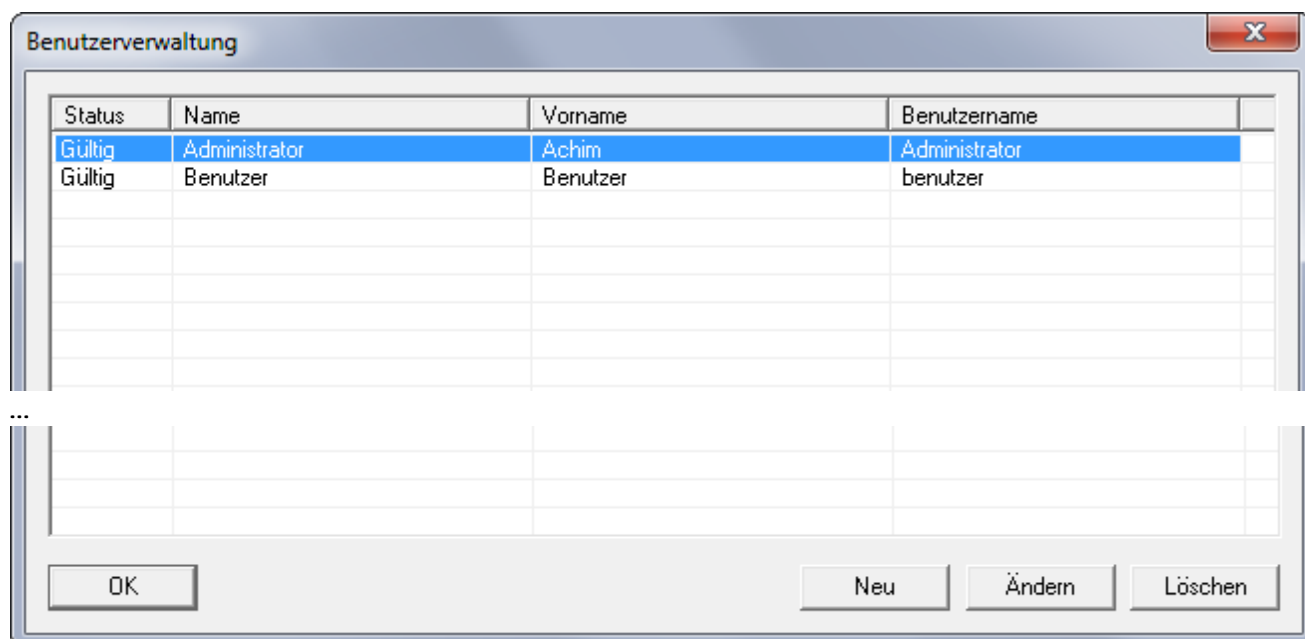 Benutzerverwaltung
Status Name Vorname Benutzername
Gültig Administrator Achim Administrator
Gültig Benutzer Benutzer benutzer
...
OK Neu Ändern Löschen